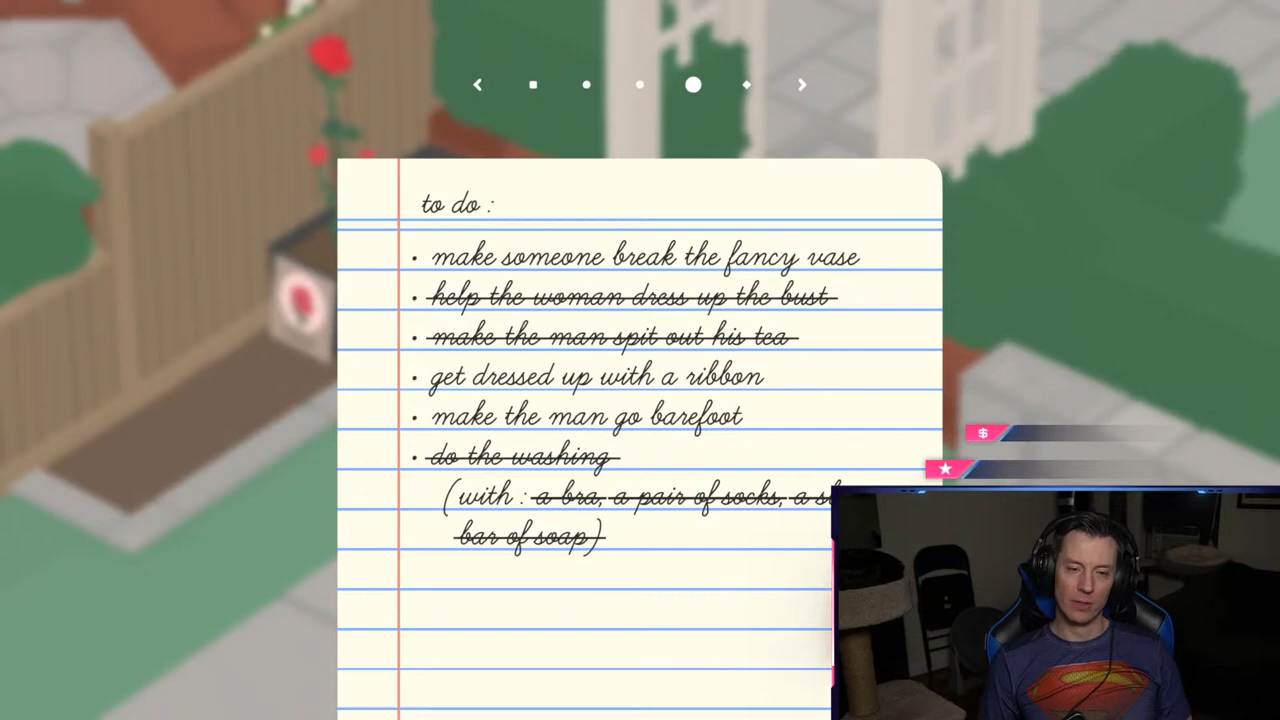 to do :
• make someone break the fancy vase
• help the woman dress up the bust
• make the man spit out his tea
• get dressed up with a ribbon
• make the man go barefoot
• do the washing
(with : a bra, a pair of socks, a
bar of soap)
$